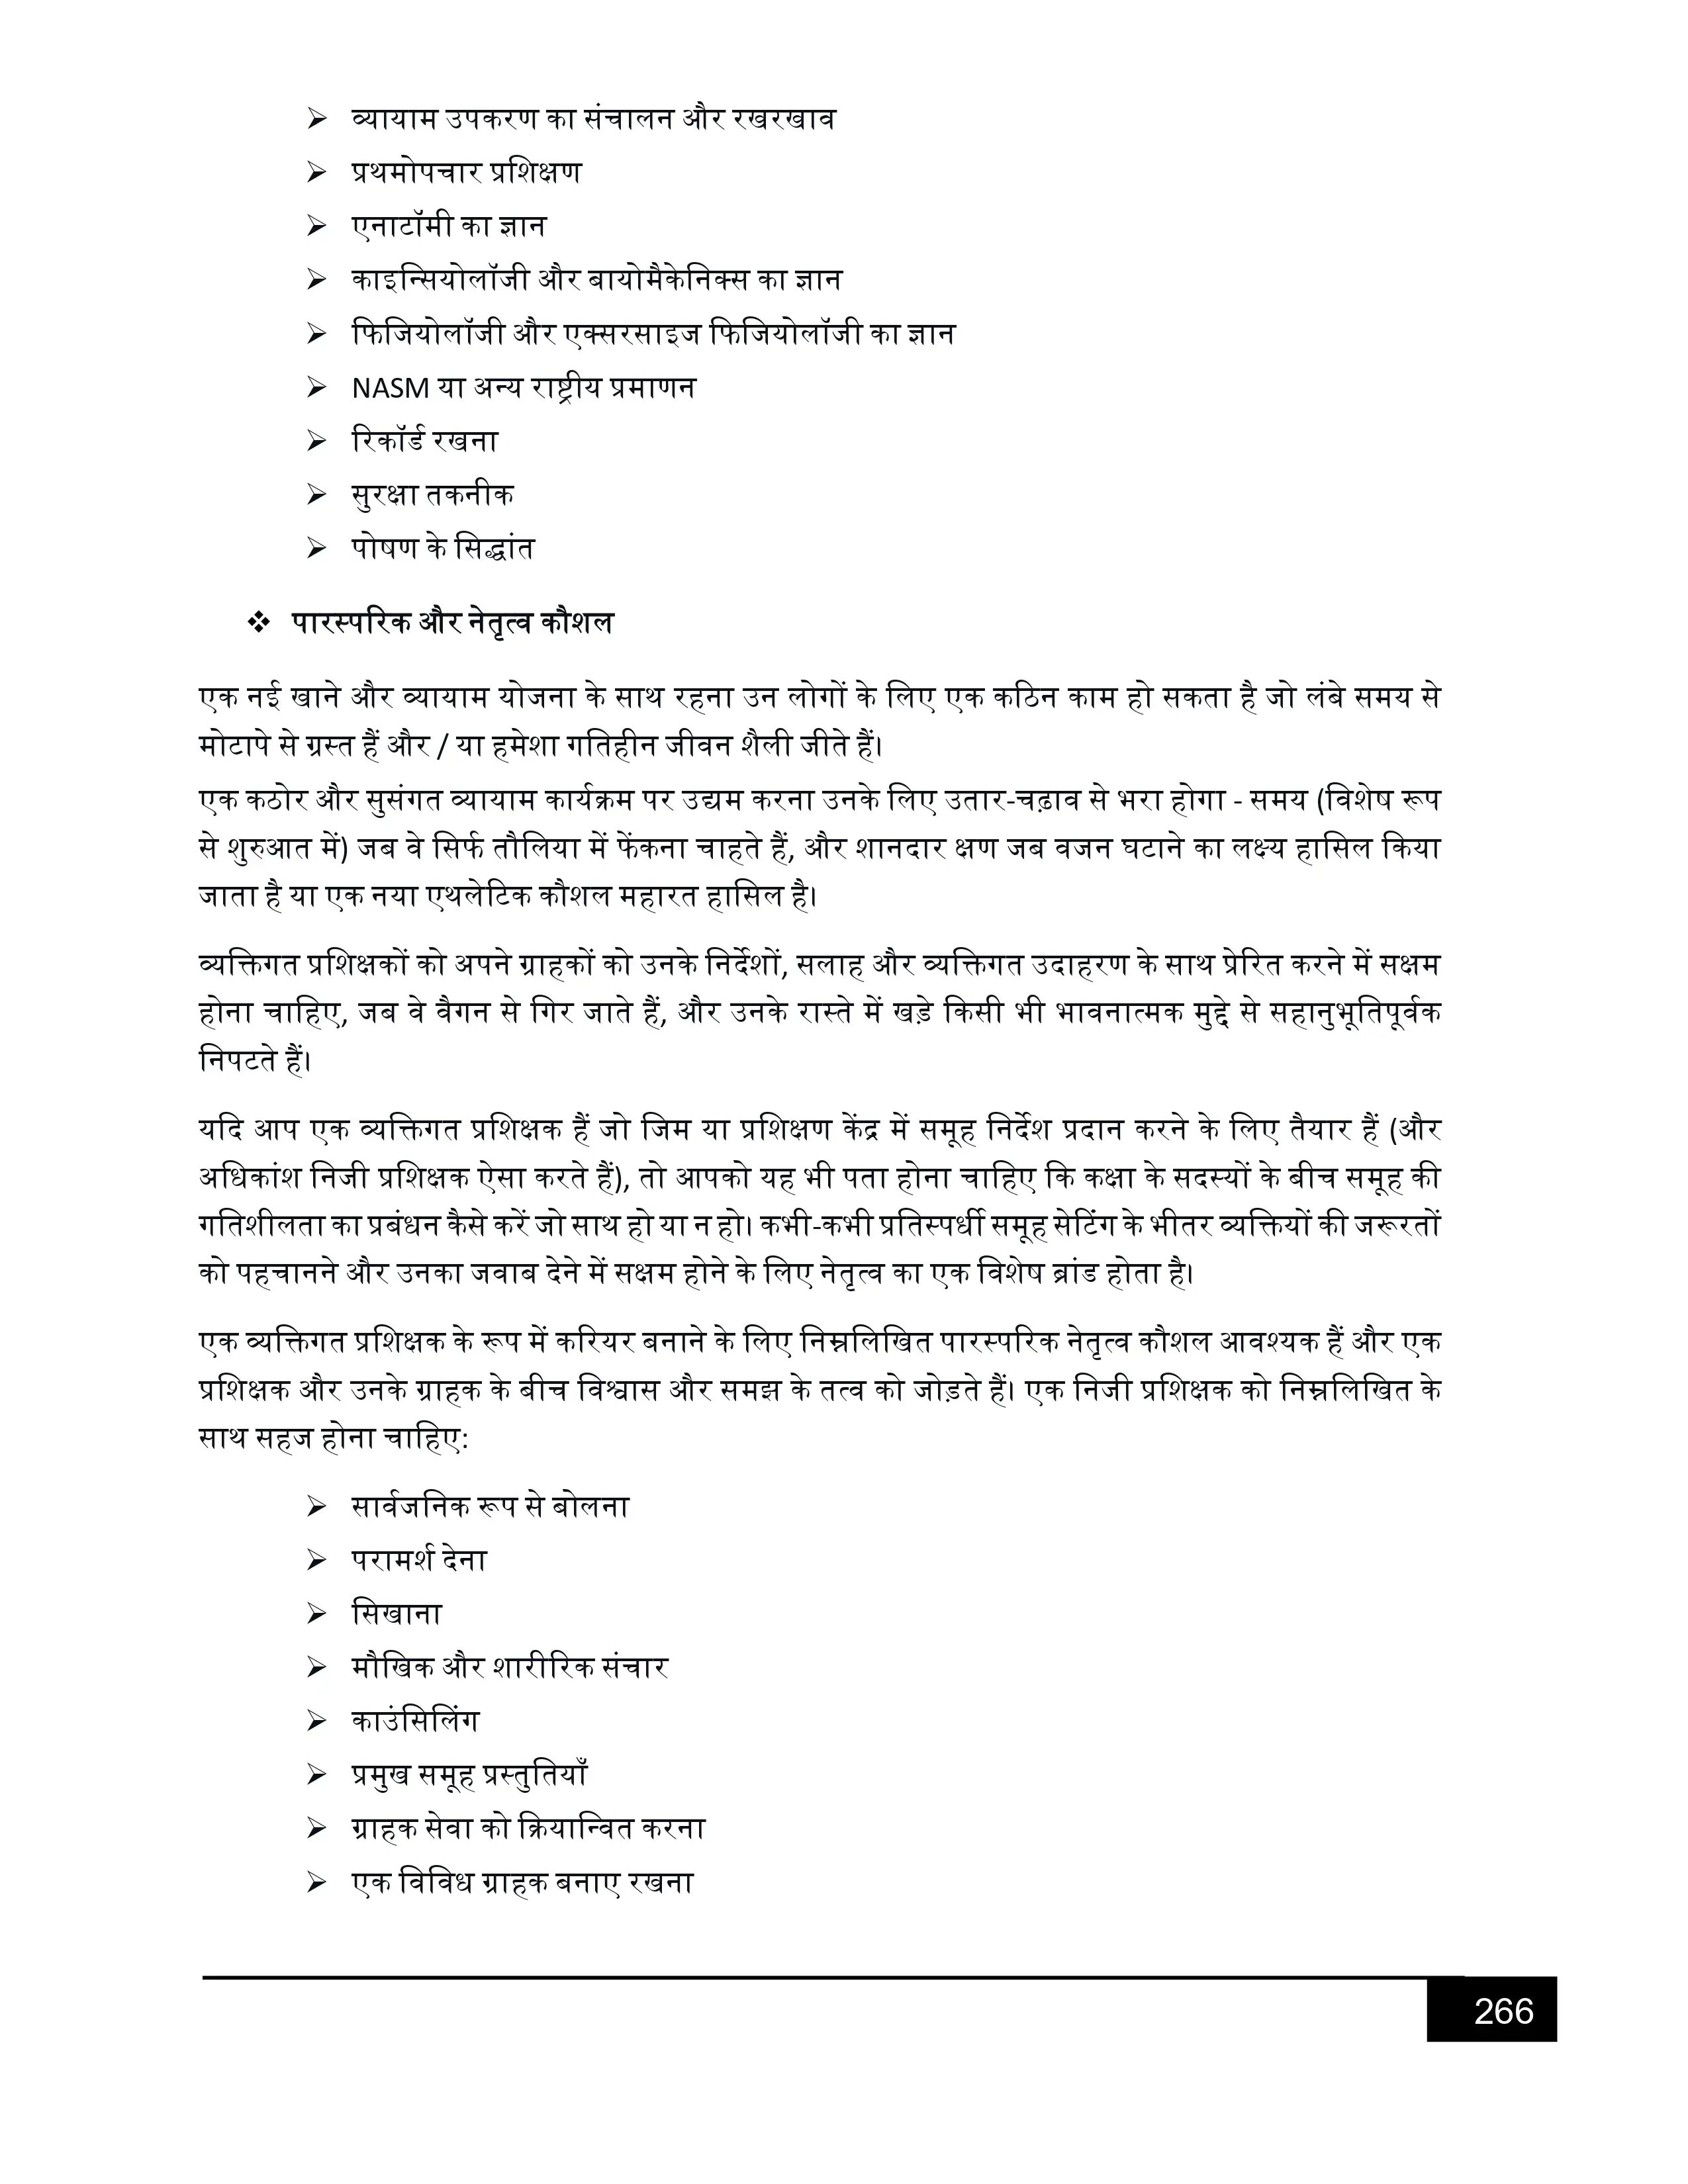 ➢ व्यायाम उपकरण का संचालन और रखरखाव
➢ प्रथमोपचार प्रशिक्षण
➢ एनाटॉमी का ज्ञान
➢ काइन्सियोलॉजी और बायोमैकेनिक्स का ज्ञान
➢ फिजियोलॉजी और एक्सरसाइज फिजियोलॉजी का ज्ञान
➢ NASM या अन्य राष्ट्रीय प्रमाणन
➢ रिकॉर्ड रखना
➢ सुरक्षा तकनीक
➢ पोषण के सिद्धांत
❖ पारस्परिक और नेतृत्व कौशल
एक नई खाने और व्यायाम योजना के साथ रहना उन लोगों के लिए एक कठिन काम हो सकता है जो लंबे समय से
मोटापे से ग्रस्त हैं और / या हमेशा गतिहीन जीवन शैली जीते हैं।
एक कठोर और सुसंगत व्यायाम कार्यक्रम पर उद्यम करना उनके लिए उतार-चढ़ाव से भरा होगा - समय (विशेष रूप
से शुरुआत में) जब वे सिर्फ तौलिया में फेंकना चाहते हैं, और शानदार क्षण जब वजन घटाने का लक्ष्य हासिल किया
जाता है या एक नया एथलेटिक कौशल महारत हासिल है।
व्यक्तिगत प्रशिक्षकों को अपने ग्राहकों को उनके निर्देशों, सलाह और व्यक्तिगत उदाहरण के साथ प्रेरित करने में सक्षम
होना चाहिए, जब वे वैगन से गिर जाते हैं, और उनके रास्ते में खड़े किसी भी भावनात्मक मुद्दे से सहानुभूतिपूर्वक
निपटते हैं।
यदि आप एक व्यक्तिगत प्रशिक्षक हैं जो जिम या प्रशिक्षण केंद्र में समूह निर्देश प्रदान करने के लिए तैयार हैं (और
अधिकांश निजी प्रशिक्षक ऐसा करते हैं), तो आपको यह भी पता होना चाहिए कि कक्षा के सदस्यों के बीच समूह की
गतिशीलता का प्रबंधन कैसे करें जो साथ हो या न हो। कभी-कभी प्रतिस्पर्धी समूह सेटिंग के भीतर व्यक्तियों की जरूरतों
को पहचानने और उनका जवाब देने में सक्षम होने के लिए नेतृत्व का एक विशेष ब्रांड होता है।
एक व्यक्तिगत प्रशिक्षक के रूप में करियर बनाने के लिए निम्नलिखित पारस्परिक नेतृत्व कौशल आवश्यक हैं और एक
प्रशिक्षक और उनके ग्राहक के बीच विश्वास और समझ के तत्व को जोड़ते हैं। एक निजी प्रशिक्षक को निम्नलिखित के
साथ सहज होना चाहिए:
➢ सार्वजनिक रूप से बोलना
➢ परामर्श देना
➢ सिखाना
➢ मौखिक और शारीरिक संचार
➢ काउंसिलिंग
➢ प्रमुख समूह प्रस्तुतियाँ
➢ ग्राहक सेवा को क्रियान्वित करना
➢ एक विविध ग्राहक बनाए रखना
266